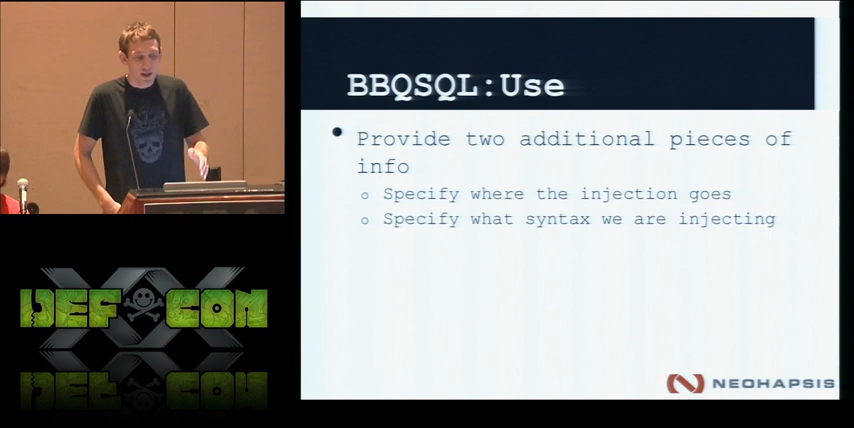 BBQSQL:Use
Provide two additional pieces of
info
Specify where the injection goes
Specify what syntax we are injecting
DEF CON
XX
NEOHAPSIS